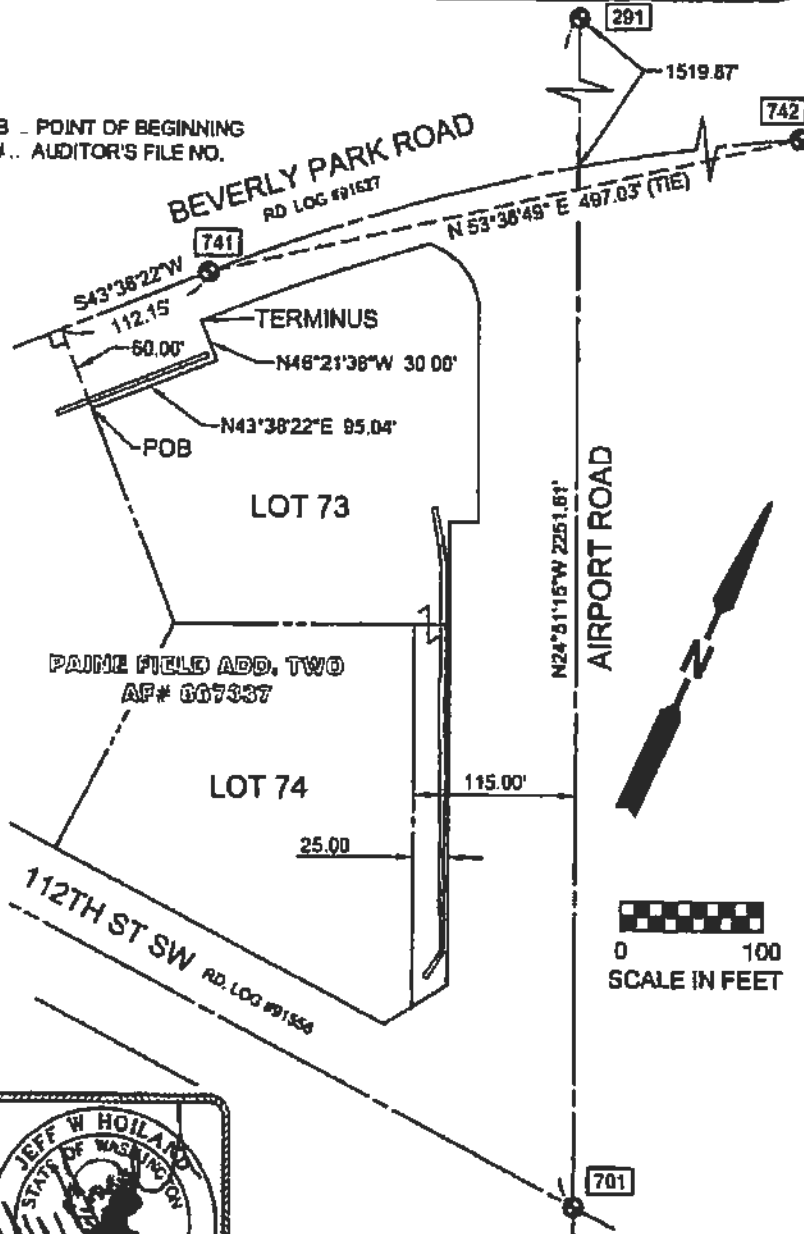 291
1519.87'
742
B .. POINT OF BEGINNING
.. AUDITOR'S FILE NO.
BEVERLY PARK ROAD
RD LOG #91637
N 53°38'49" E 497.03' (TIE)
741
S43°38'22"W
112.15'
TERMINUS
60.00'
N46°21'38"W 30.00'
N43°38'22"E 95.04'
POB
LOT 73
N24°51'15"W 2251.61'
AIRPORT ROAD
N
PAINE FIELD ADD. TWO
AF# 667337
LOT 74
115.00'
25.00
112TH ST SW
RD. LOG #91556
0 100
SCALE IN FEET
JEFF W HOILAND
STATE OF WASHINGTON
701